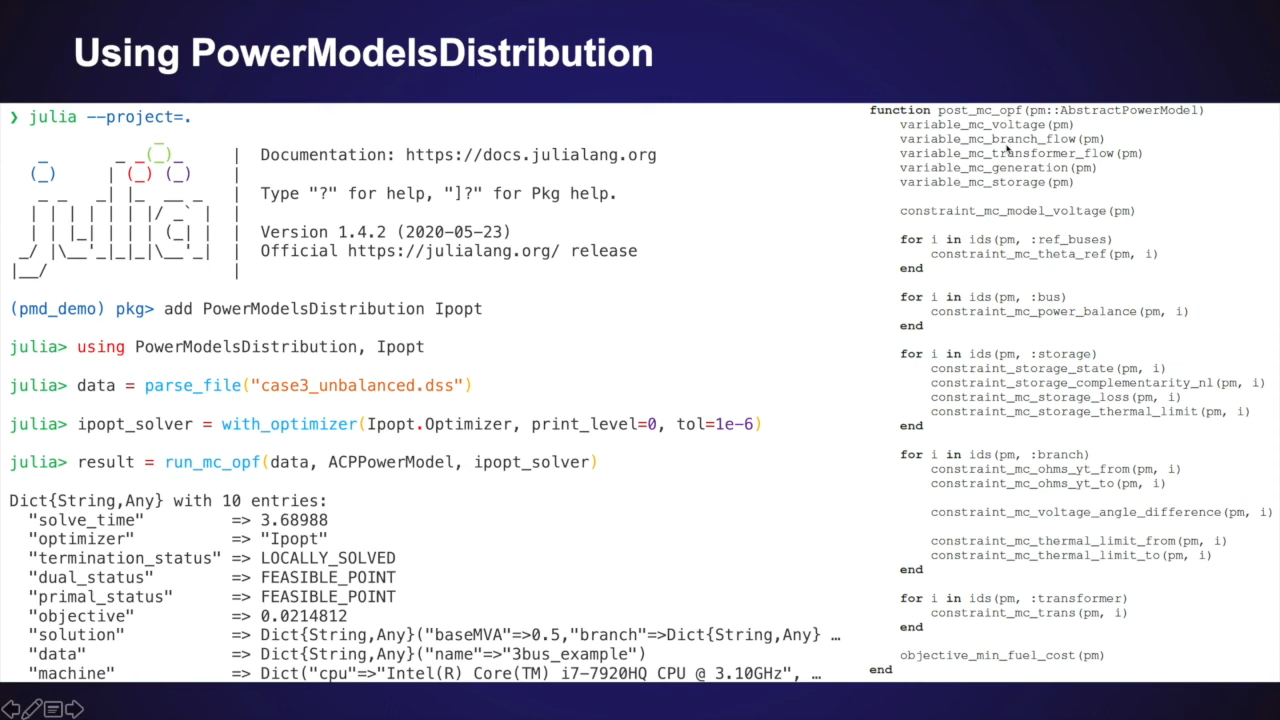 Using PowerModelsDistribution
❯ julia --project=.
Documentation: https://docs.julialang.org
Type "?" for help, "]?" for Pkg help.
Version 1.4.2 (2020-05-23)
Official https://julialang.org/ release
(pmd_demo) pkg> add PowerModelsDistribution Ipopt
julia> using PowerModelsDistribution, Ipopt
julia> data = parse_file("case3_unbalanced.dss")
julia> ipopt_solver = with_optimizer(Ipopt.Optimizer, print_level=0, tol=1e-6)
julia> result = run_mc_opf(data, ACPPowerModel, ipopt_solver)
Dict{String,Any} with 10 entries:
"solve_time" => 3.68988
"optimizer" => "Ipopt"
"termination_status" => LOCALLY_SOLVED
"dual_status" => FEASIBLE_POINT
"primal_status" => FEASIBLE_POINT
"objective" => 0.0214812
"solution" => Dict{String,Any}("baseMVA"=>0.5,"branch"=>Dict{String,Any} …
"data" => Dict{String,Any}("name"=>"3bus_example")
"machine" => Dict("cpu"=>"Intel(R) Core(TM) i7-7920HQ CPU @ 3.10GHz", …
function post_mc_opf(pm::AbstractPowerModel)
variable_mc_voltage(pm)
variable_mc_branch_flow(pm)
variable_mc_transformer_flow(pm)
variable_mc_generation(pm)
variable_mc_storage(pm)
constraint_mc_model_voltage(pm)
for i in ids(pm, :ref_buses)
constraint_mc_theta_ref(pm, i)
end
for i in ids(pm, :bus)
constraint_mc_power_balance(pm, i)
end
for i in ids(pm, :storage)
constraint_storage_state(pm, i)
constraint_storage_complementarity_nl(pm, i)
constraint_mc_storage_loss(pm, i)
constraint_mc_storage_thermal_limit(pm, i)
end
for i in ids(pm, :branch)
constraint_mc_ohms_yt_from(pm, i)
constraint_mc_ohms_yt_to(pm, i)
constraint_mc_voltage_angle_difference(pm, i)
constraint_mc_thermal_limit_from(pm, i)
constraint_mc_thermal_limit_to(pm, i)
end
for i in ids(pm, :transformer)
constraint_mc_trans(pm, i)
end
objective_min_fuel_cost(pm)
end